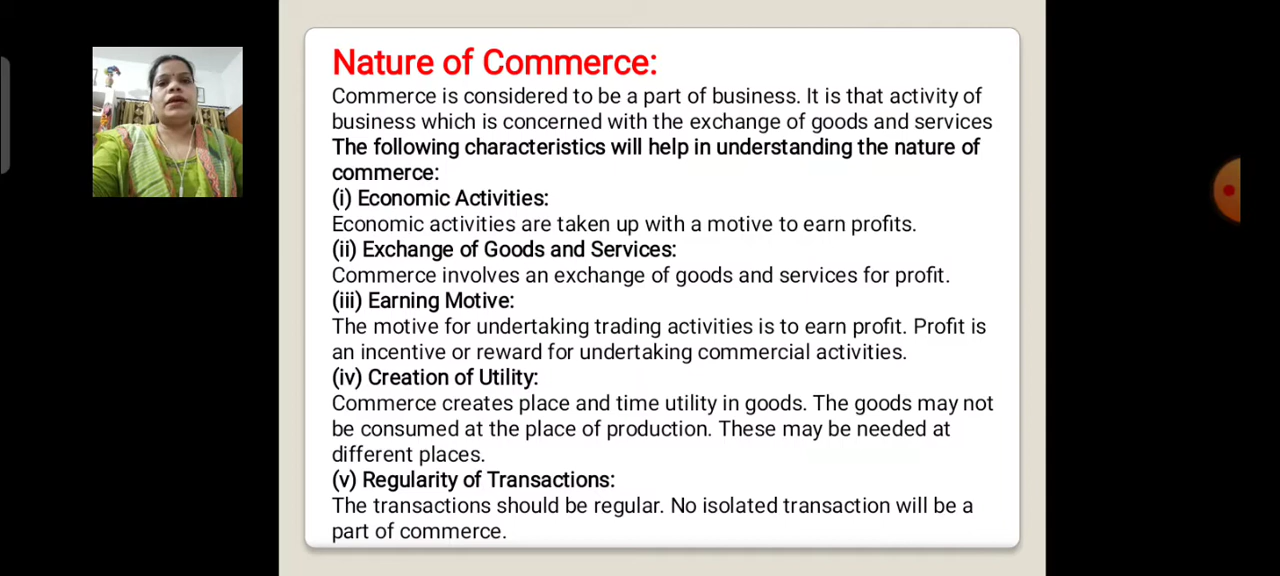 Nature of Commerce:
Commerce is considered to be a part of business. It is that activity of
business which is concerned with the exchange of goods and services
The following characteristics will help in understanding the nature of
commerce:
(i) Economic Activities:
Economic activities are taken up with a motive to earn profits.
(ii) Exchange of Goods and Services:
Commerce involves an exchange of goods and services for profit.
(iii) Earning Motive:
The motive for undertaking trading activities is to earn profit. Profit is
an incentive or reward for undertaking commercial activities.
(iv) Creation of Utility:
Commerce creates place and time utility in goods. The goods may not
be consumed at the place of production. These may be needed at
different places.
(v) Regularity of Transactions:
The transactions should be regular. No isolated transaction will be a
part of commerce.